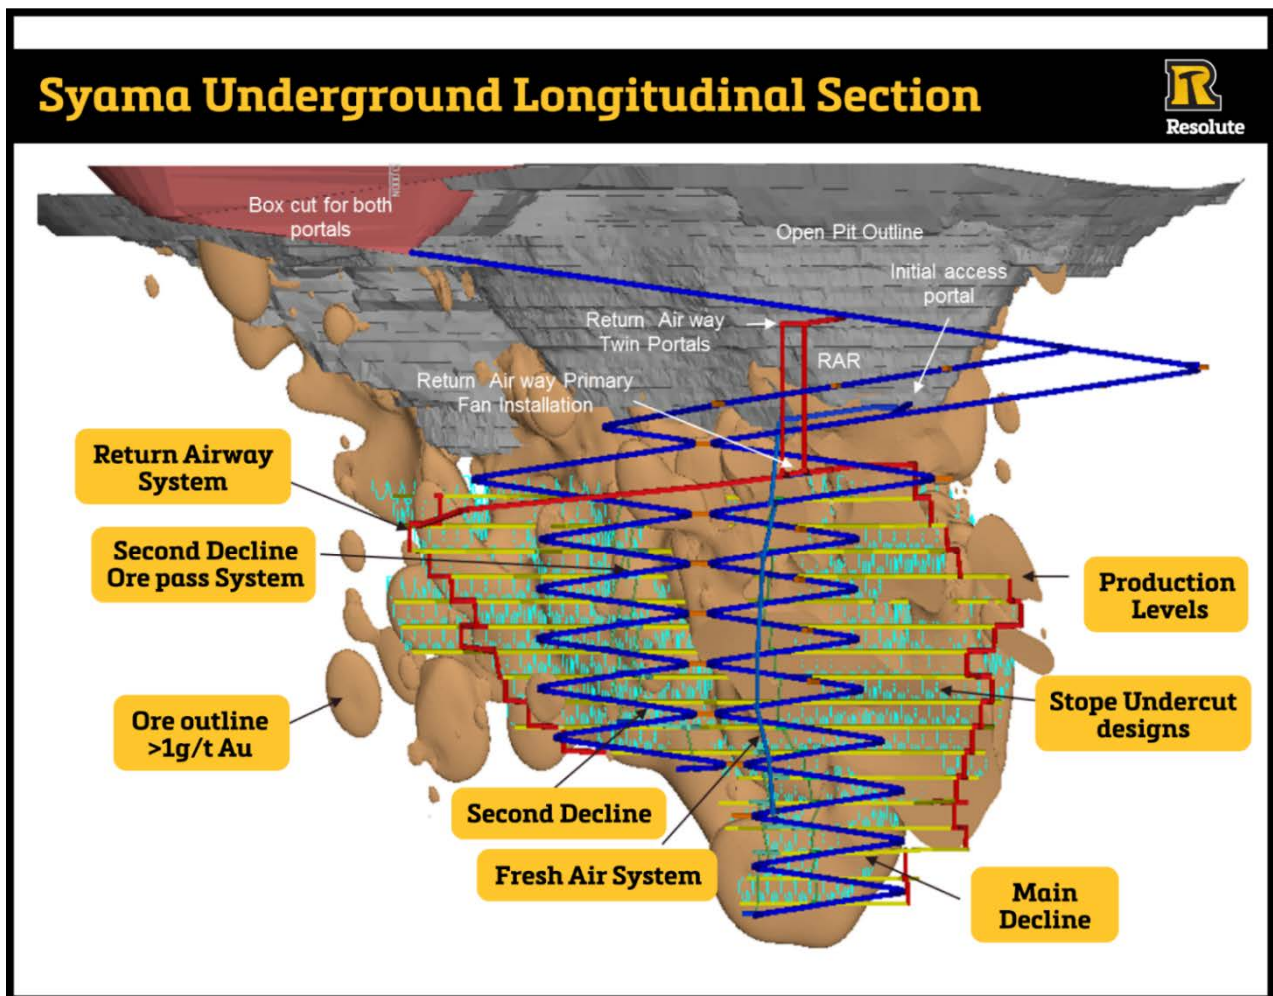 Syama Underground Longitudinal Section
R
Resolute
Box cut for both
portals
Open Pit Outline
Initial access
portal
Return Air way
Twin Portals
RAR
Return Air way Primary
Fan Installation
Return Airway
System
Second Decline
Ore pass System
Production
Levels
Ore outline
>1g/t Au
Stope Undercut
designs
Second Decline
Fresh Air System
Main
Decline